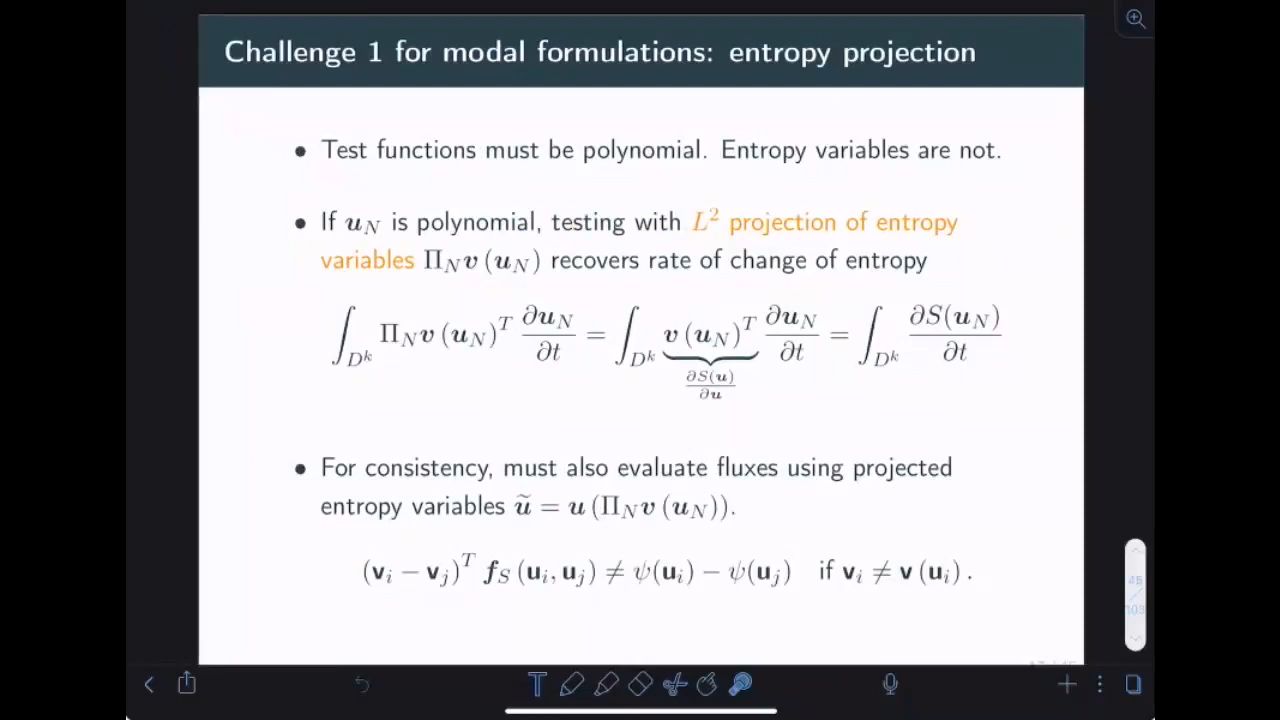 Challenge 1 for modal formulations: entropy projection
• Test functions must be polynomial. Entropy variables are not.
• If u_N is polynomial, testing with L² projection of entropy
variables Π_N v (u_N) recovers rate of change of entropy
∫_{D^k} Π_N v (u_N)^T ∂u_N/∂t = ∫_{D^k} v (u_N)^T ∂u_N/∂t = ∫_{D^k} ∂S(u_N)/∂t
∂S(u)/∂u
• For consistency, must also evaluate fluxes using projected
entropy variables ũ = u (Π_N v (u_N)).
(v_i − v_j)^T f_S (u_i, u_j) ≠ ψ(u_i) − ψ(u_j) if v_i ≠ v (u_i) .
45
/
103
T